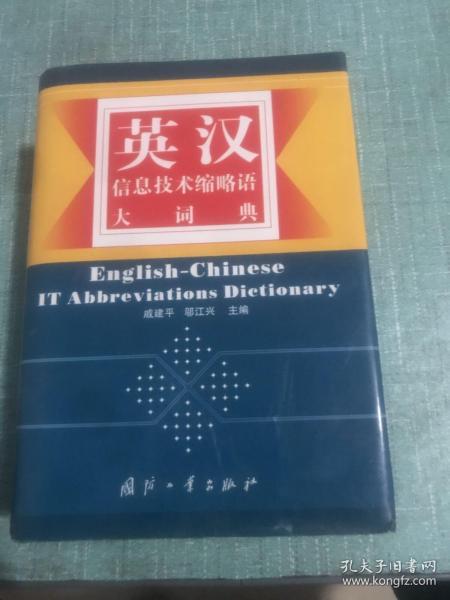 英汉
信息技术缩略语
大词典
English-Chinese
IT Abbreviations Dictionary
戚建平 邬江兴 主编
国防工业出版社
孔夫子旧书网
www.kongfz.com